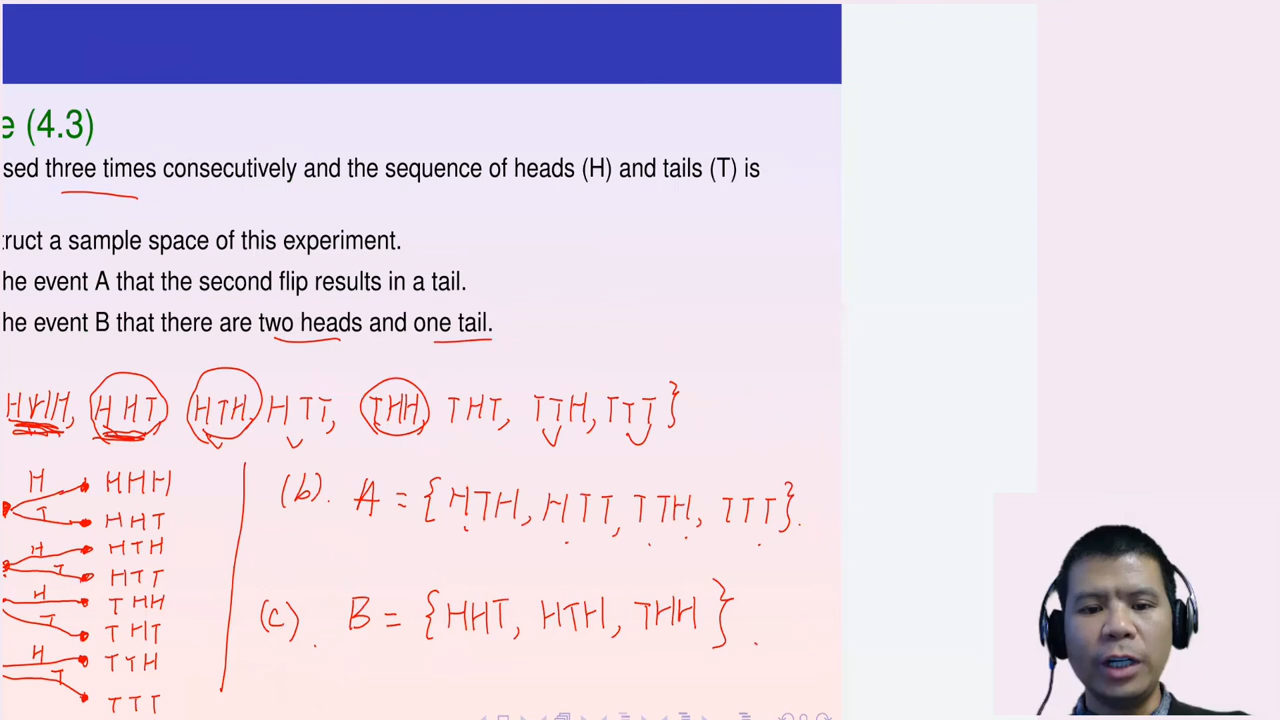 e (4.3)
sed three times consecutively and the sequence of heads (H) and tails (T) is
truct a sample space of this experiment.
he event A that the second flip results in a tail.
he event B that there are two heads and one tail.
HHH, HHT, HTH, HTT, THH, THT, TTH, TTT}
H HHH
T HHT
H HTH
T HTT
H THH
T THT
H TTH
T TTT
(b). A = {HTH, HTT, TTH, TTT}.
(c). B = {HHT, HTH, THH}.